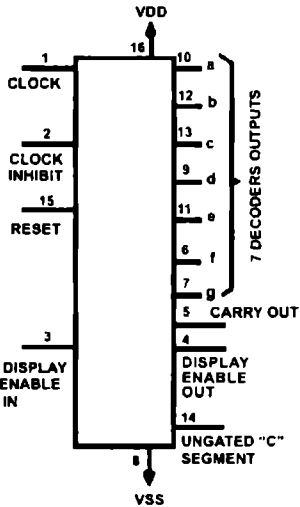 VDD
16
1
CLOCK
2
CLOCK
INHIBIT
15
RESET
3
DISPLAY
ENABLE
IN
10 a
12 b
13 c
9 d
11 e
6 f
7 g
7 DECODERS OUTPUTS
5 CARRY OUT
4
DISPLAY
ENABLE
OUT
14
UNGATED "C"
SEGMENT
8
VSS